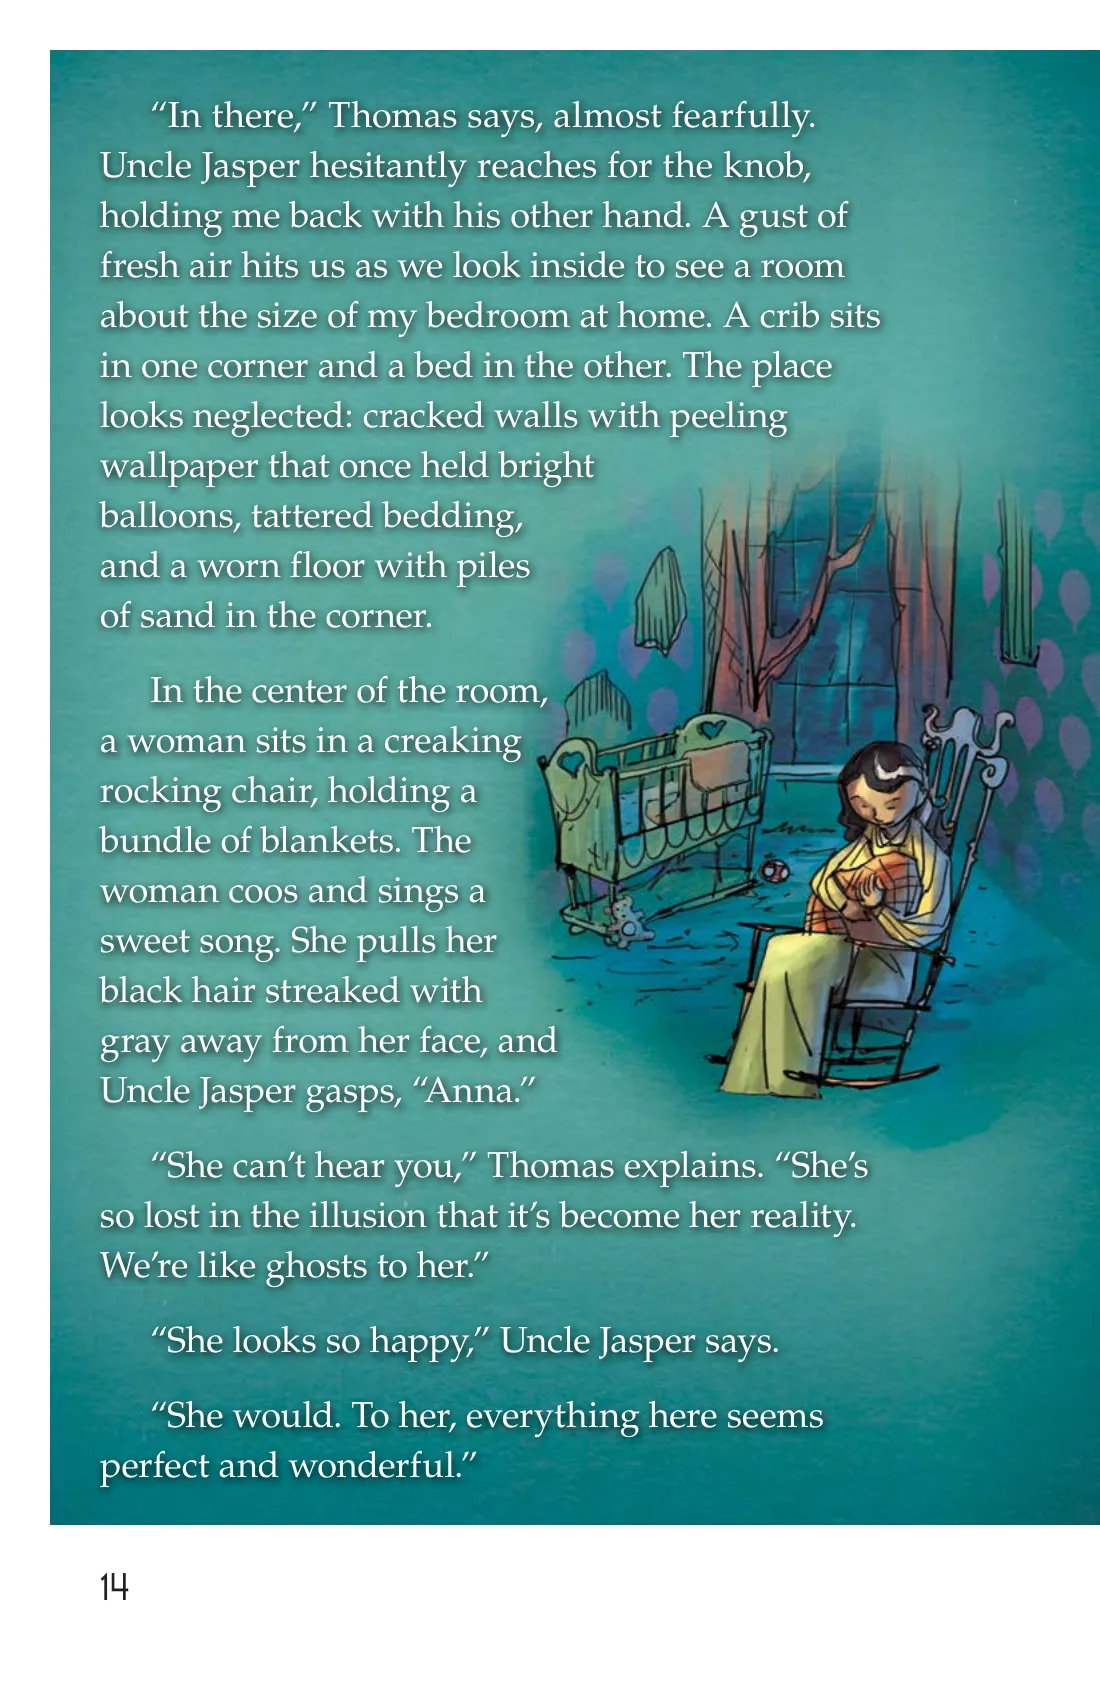 “In there,” Thomas says, almost fearfully.
Uncle Jasper hesitantly reaches for the knob,
holding me back with his other hand. A gust of
fresh air hits us as we look inside to see a room
about the size of my bedroom at home. A crib sits
in one corner and a bed in the other. The place
looks neglected: cracked walls with peeling
wallpaper that once held bright
balloons, tattered bedding,
and a worn floor with piles
of sand in the corner.
In the center of the room,
a woman sits in a creaking
rocking chair, holding a
bundle of blankets. The
woman coos and sings a
sweet song. She pulls her
black hair streaked with
gray away from her face, and
Uncle Jasper gasps, “Anna.”
“She can’t hear you,” Thomas explains. “She’s
so lost in the illusion that it’s become her reality.
We’re like ghosts to her.”
“She looks so happy,” Uncle Jasper says.
“She would. To her, everything here seems
perfect and wonderful.”
14